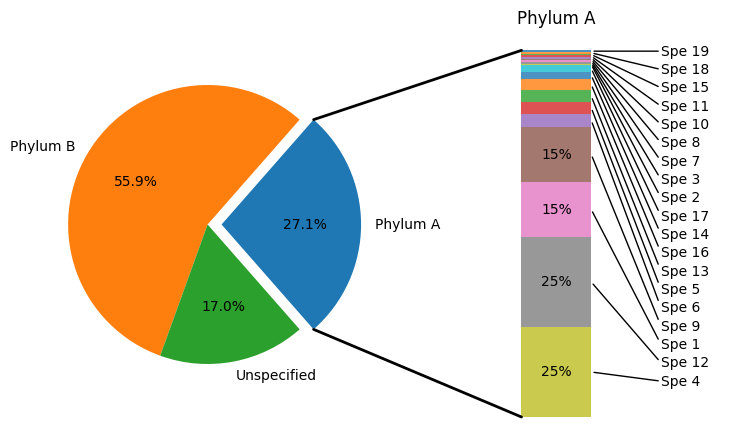 Phylum A
Phylum B
55.9%
27.1%
Phylum A
17.0%
Unspecified
15%
15%
25%
25%
Spe 19
Spe 18
Spe 15
Spe 11
Spe 10
Spe 8
Spe 7
Spe 3
Spe 2
Spe 17
Spe 14
Spe 16
Spe 13
Spe 5
Spe 6
Spe 9
Spe 1
Spe 12
Spe 4